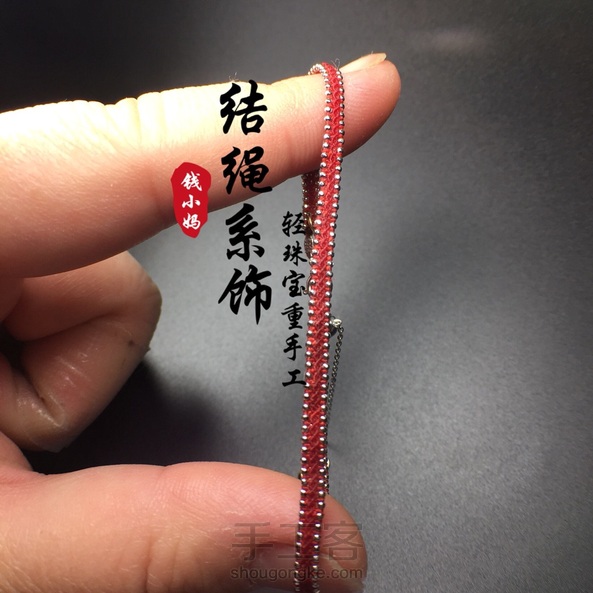 结绳系饰
钱小妈
轻珠宝重手工
手工客
shougongke.com